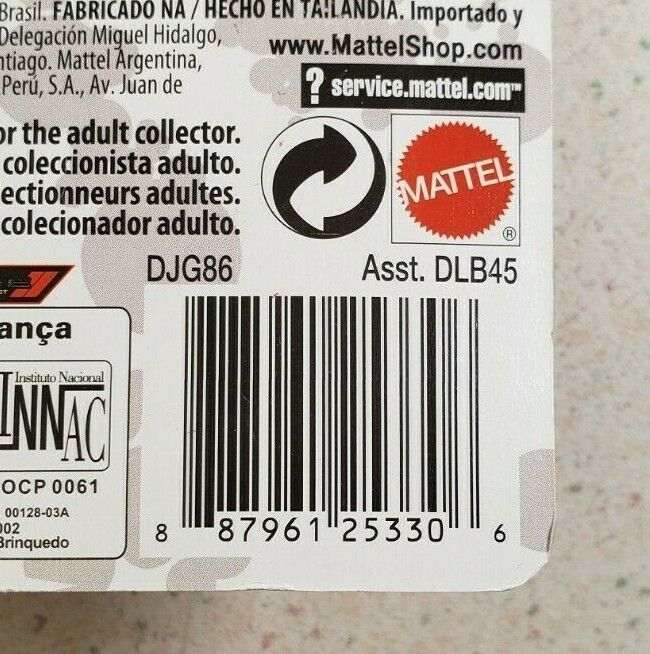 Brasil. FABRICADO NA / HECHO EN TAILANDIA. Importado y
Delegación Miguel Hidalgo,
ntiago. Mattel Argentina,
Perú, S.A., Av. Juan de
www.MattelShop.com
? service.mattel.com™
or the adult collector.
coleccionista adulto.
ectionneurs adultes.
colecionador adulto.
MATTEL
®
DJG86
Asst. DLB45
ança
Instituto Nacional
INNAC
OCP 0061
00128-03A
002
Brinquedo
8 87961 25330 6